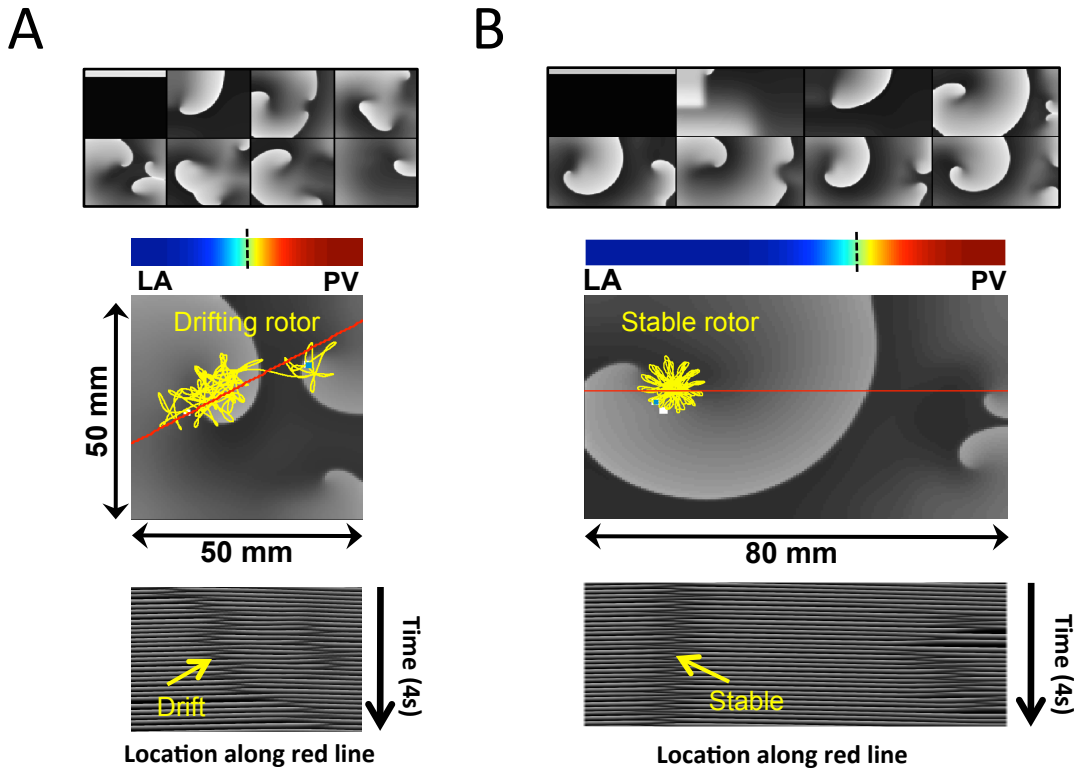 A
LA
PV
Drifting rotor
50 mm
50 mm
Drift
Time (4s)
Location along red line
B
LA
PV
Stable rotor
80 mm
Stable
Time (4s)
Location along red line